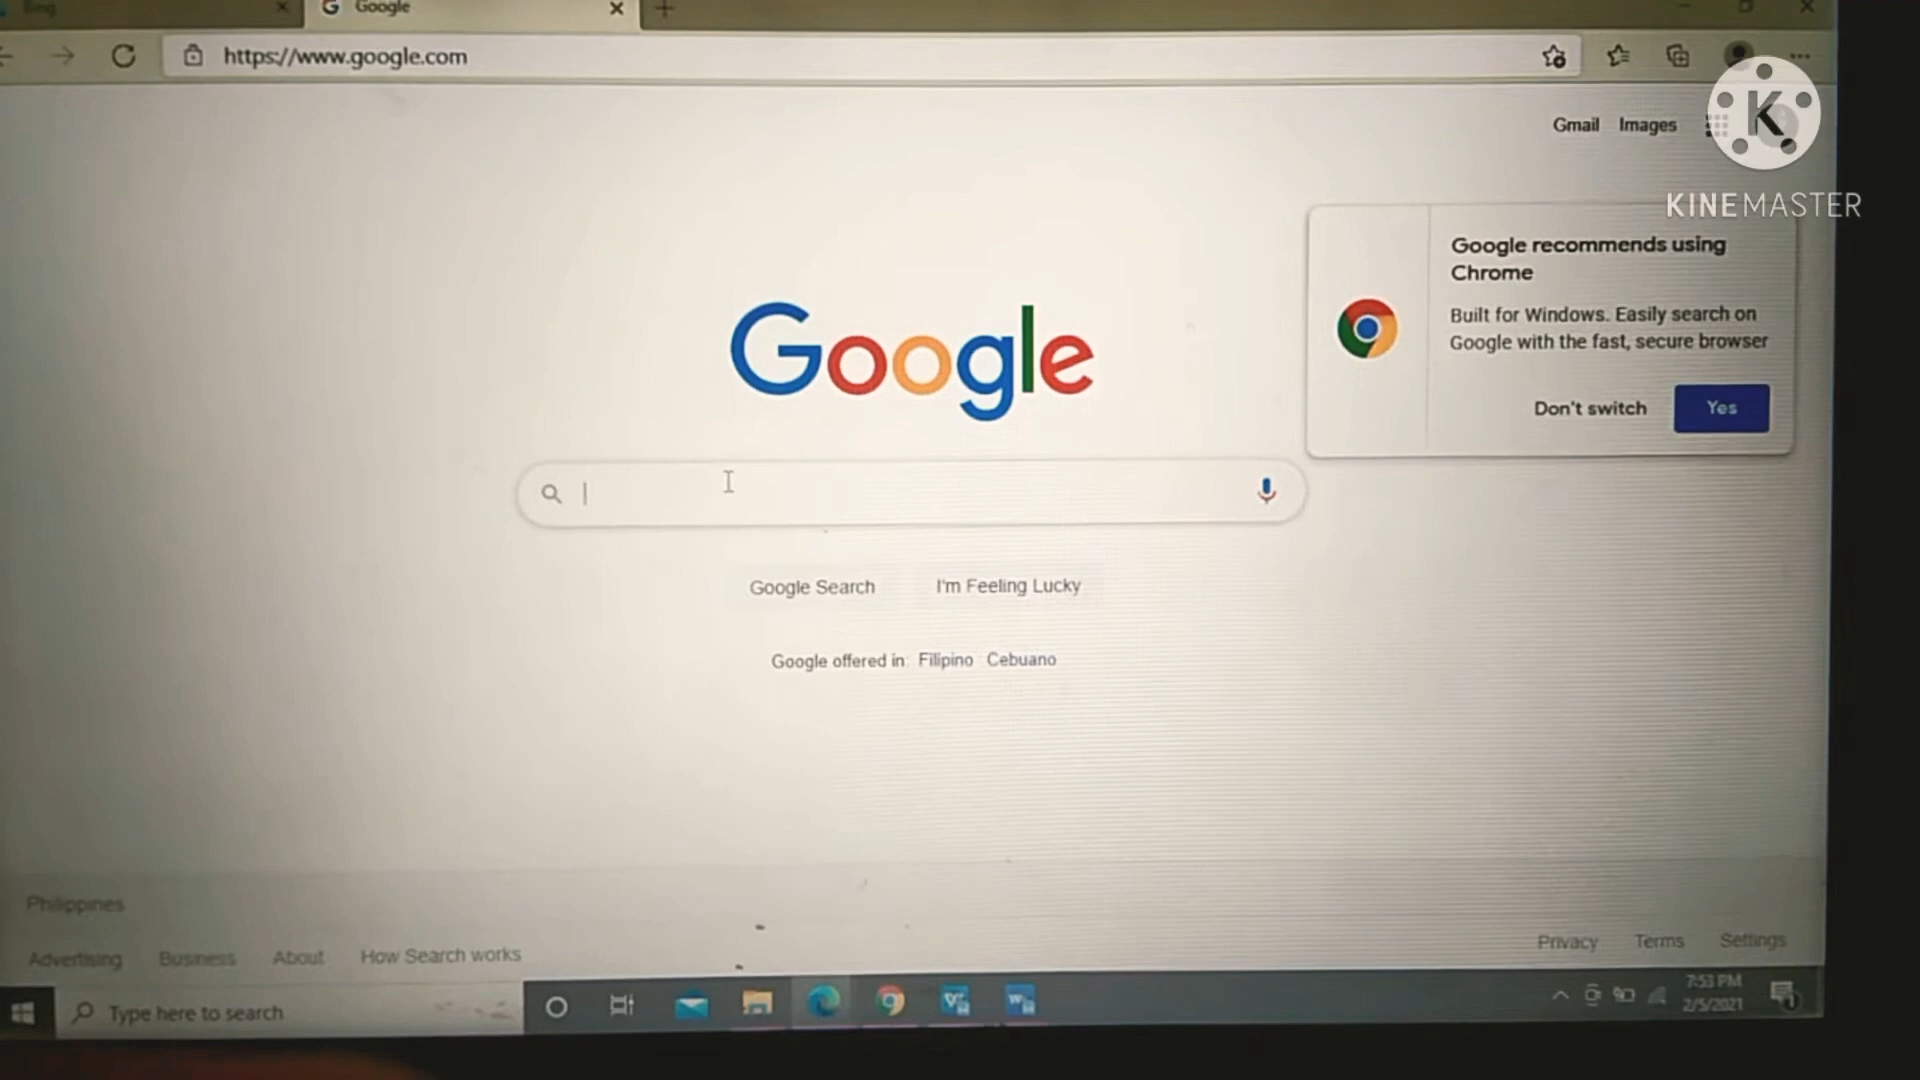 Bing
Google
https://www.google.com
Gmail Images
K
KINEMASTER
Google recommends using
Chrome
Built for Windows. Easily search on
Google with the fast, secure browser
Don't switch Yes
Google
Google Search I'm Feeling Lucky
Google offered in: Filipino Cebuano
Philippines
Advertising Business About How Search works
Privacy Terms Settings
Type here to search
7:53 PM
2/5/2021